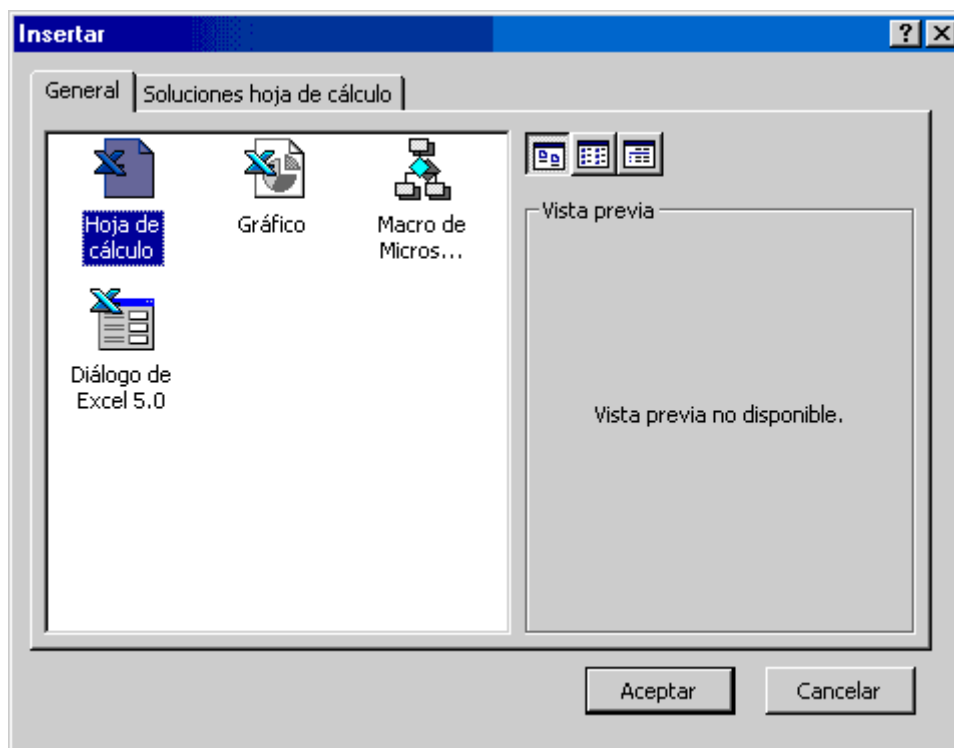 Insertar
General
Soluciones hoja de cálculo
Hoja de
cálculo
Gráfico
Macro de
Micros...
Diálogo de
Excel 5.0
Vista previa
Vista previa no disponible.
Aceptar
Cancelar